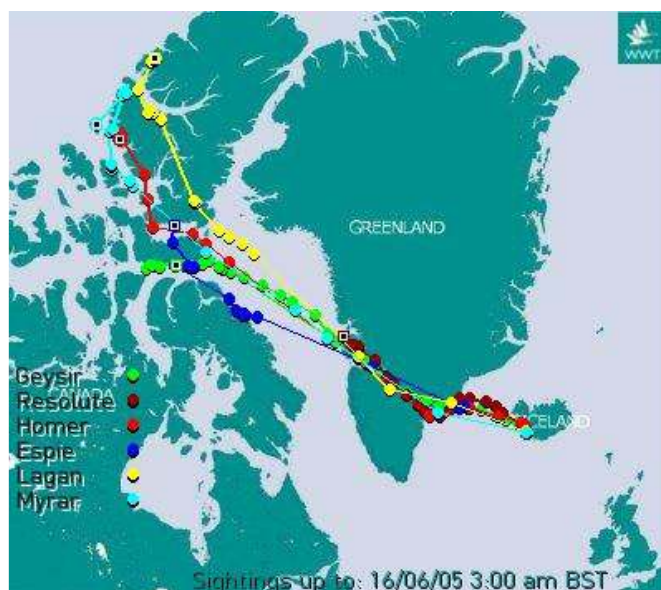 WWT
GREENLAND
ICELAND
Geysir
Resolute
Homer
Espie
Lagan
Myrar
Sightings up to: 16/06/05 3:00 am BST